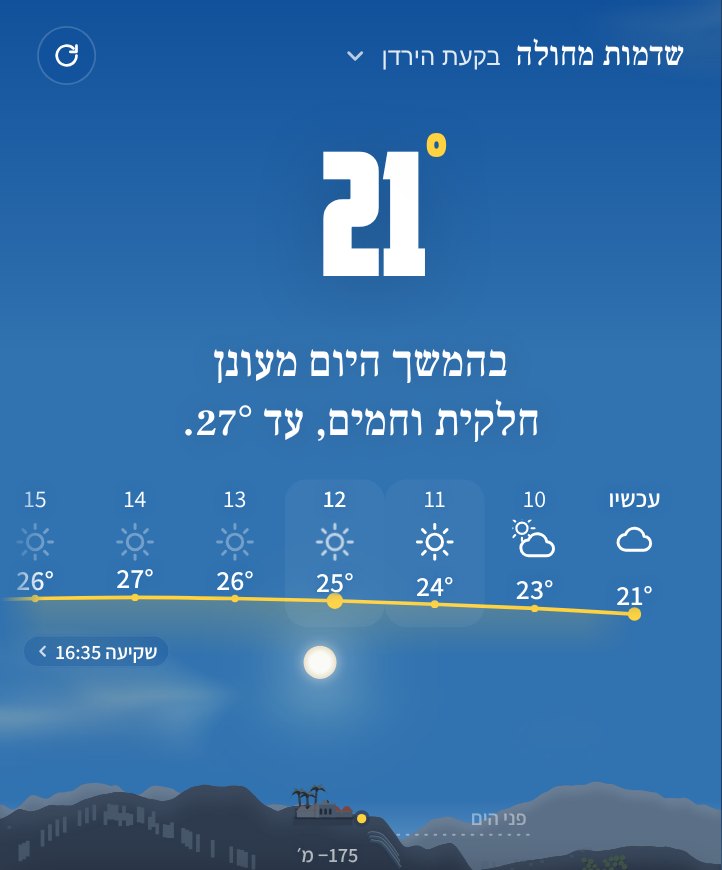 שדמות מחולה בקעת הירדן
21°
בהמשך היום מעונן
חלקית וחמים, עד 27°.
עכשיו 10 11 12 13 14 15
21° 23° 24° 25° 26° 27° 26°
שקיעה 16:35
פני הים
−175 מ׳